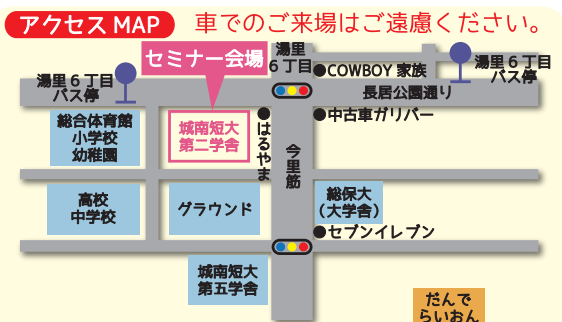 アクセス MAP
車でのご来場はご遠慮ください。
セミナー会場
湯里
6丁目
●COWBOY 家族
湯里6丁目
バス停
湯里6丁目
バス停
長居公園通り
総合体育館
小学校
幼稚園
城南短大
第二学舎
●はるやま
●中古車ガリバー
今里筋
高校
中学校
グラウンド
総保大
(大学舎)
●セブンイレブン
城南短大
第五学舎
だんで
らいおん